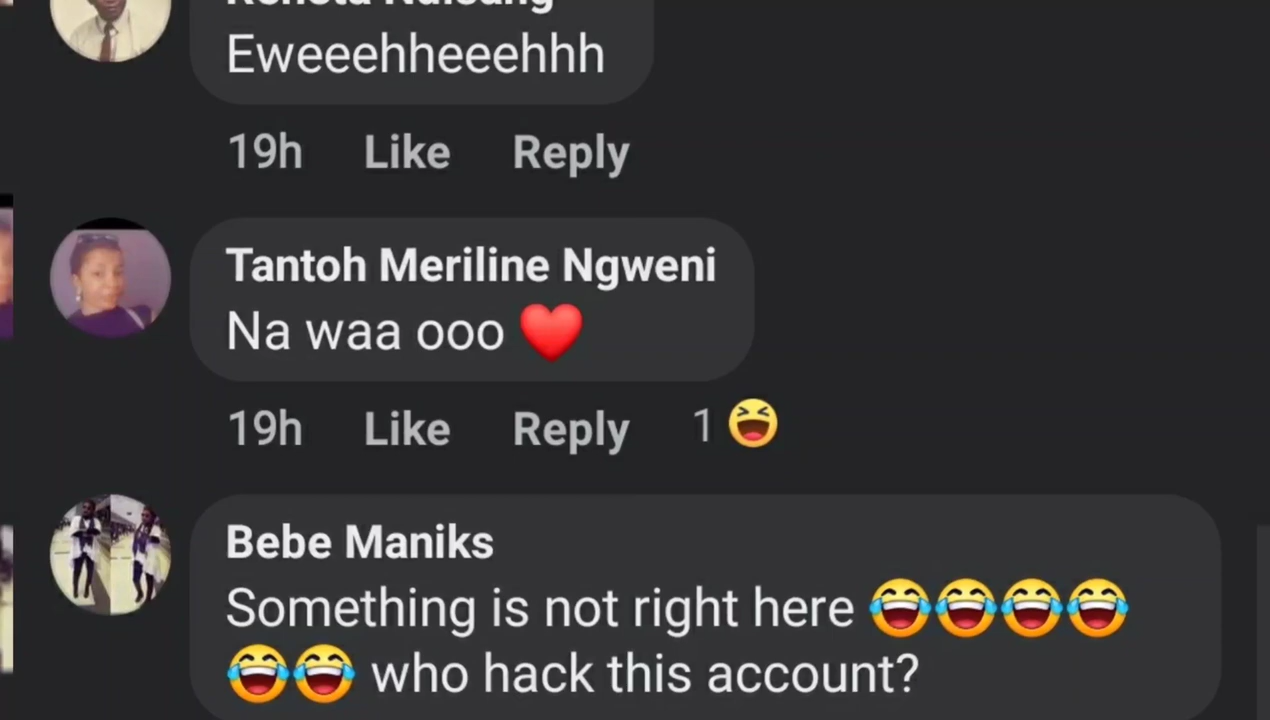 Eweeehheeehhh
19h Like Reply
Tantoh Meriline Ngweni
Na waa ooo ❤️
19h Like Reply 1 😆
Bebe Maniks
Something is not right here 😂😂😂😂
😂😂 who hack this account?